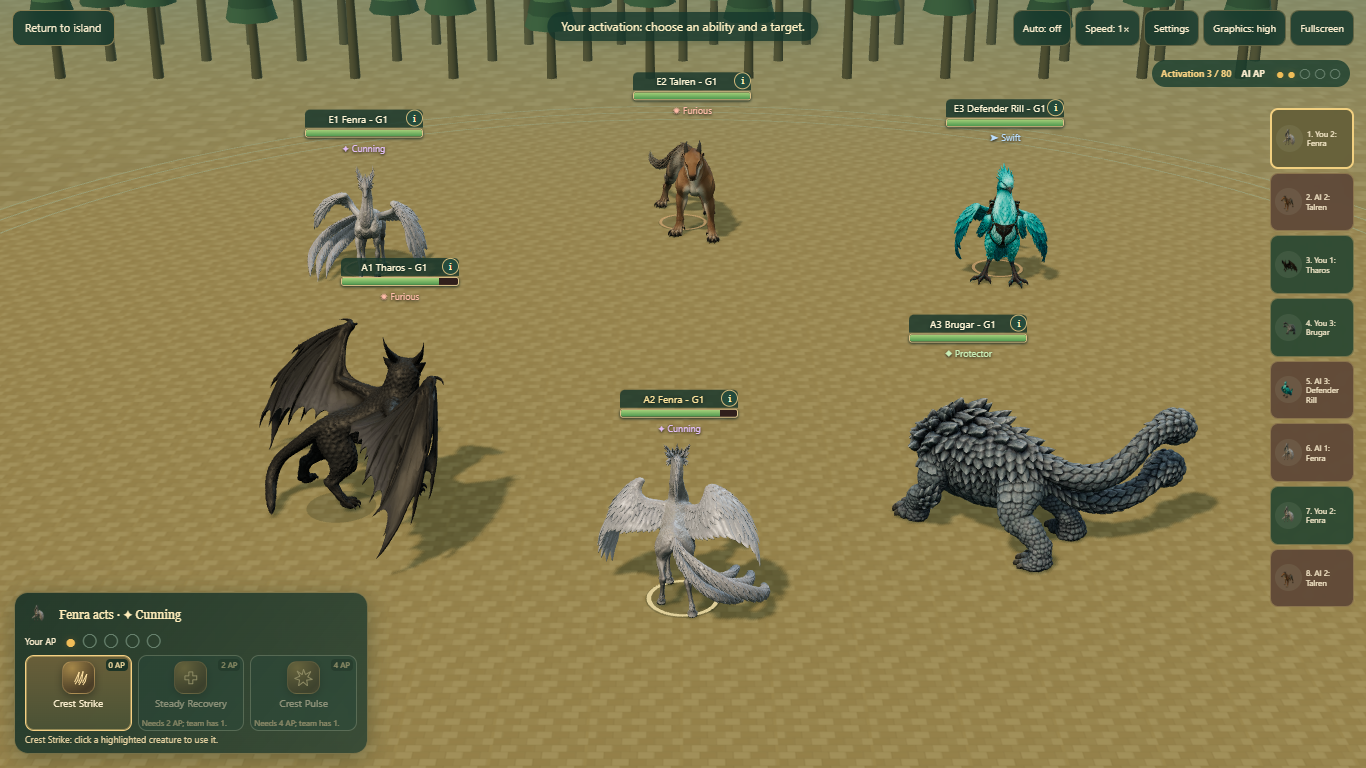 Return to island
Your activation: choose an ability and a target.
Auto: off
Speed: 1×
Settings
Graphics: high
Fullscreen
Activation 3 / 80 AI AP
E2 Talren - G1 i
Furious
E1 Fenra - G1 i
Cunning
E3 Defender Rill - G1 i
Swift
A1 Tharos - G1 i
Furious
A3 Brugar - G1 i
Protector
A2 Fenra - G1 i
Cunning
1. You 2:
Fenra
2. AI 2:
Talren
3. You 1:
Tharos
4. You 3:
Brugar
5. AI 3:
Defender
Rill
6. AI 1:
Fenra
7. You 2:
Fenra
8. AI 2:
Talren
Fenra acts · ✦ Cunning
Your AP
0 AP
Crest Strike
2 AP
Steady Recovery
Needs 2 AP; team has 1.
4 AP
Crest Pulse
Needs 4 AP; team has 1.
Crest Strike: click a highlighted creature to use it.